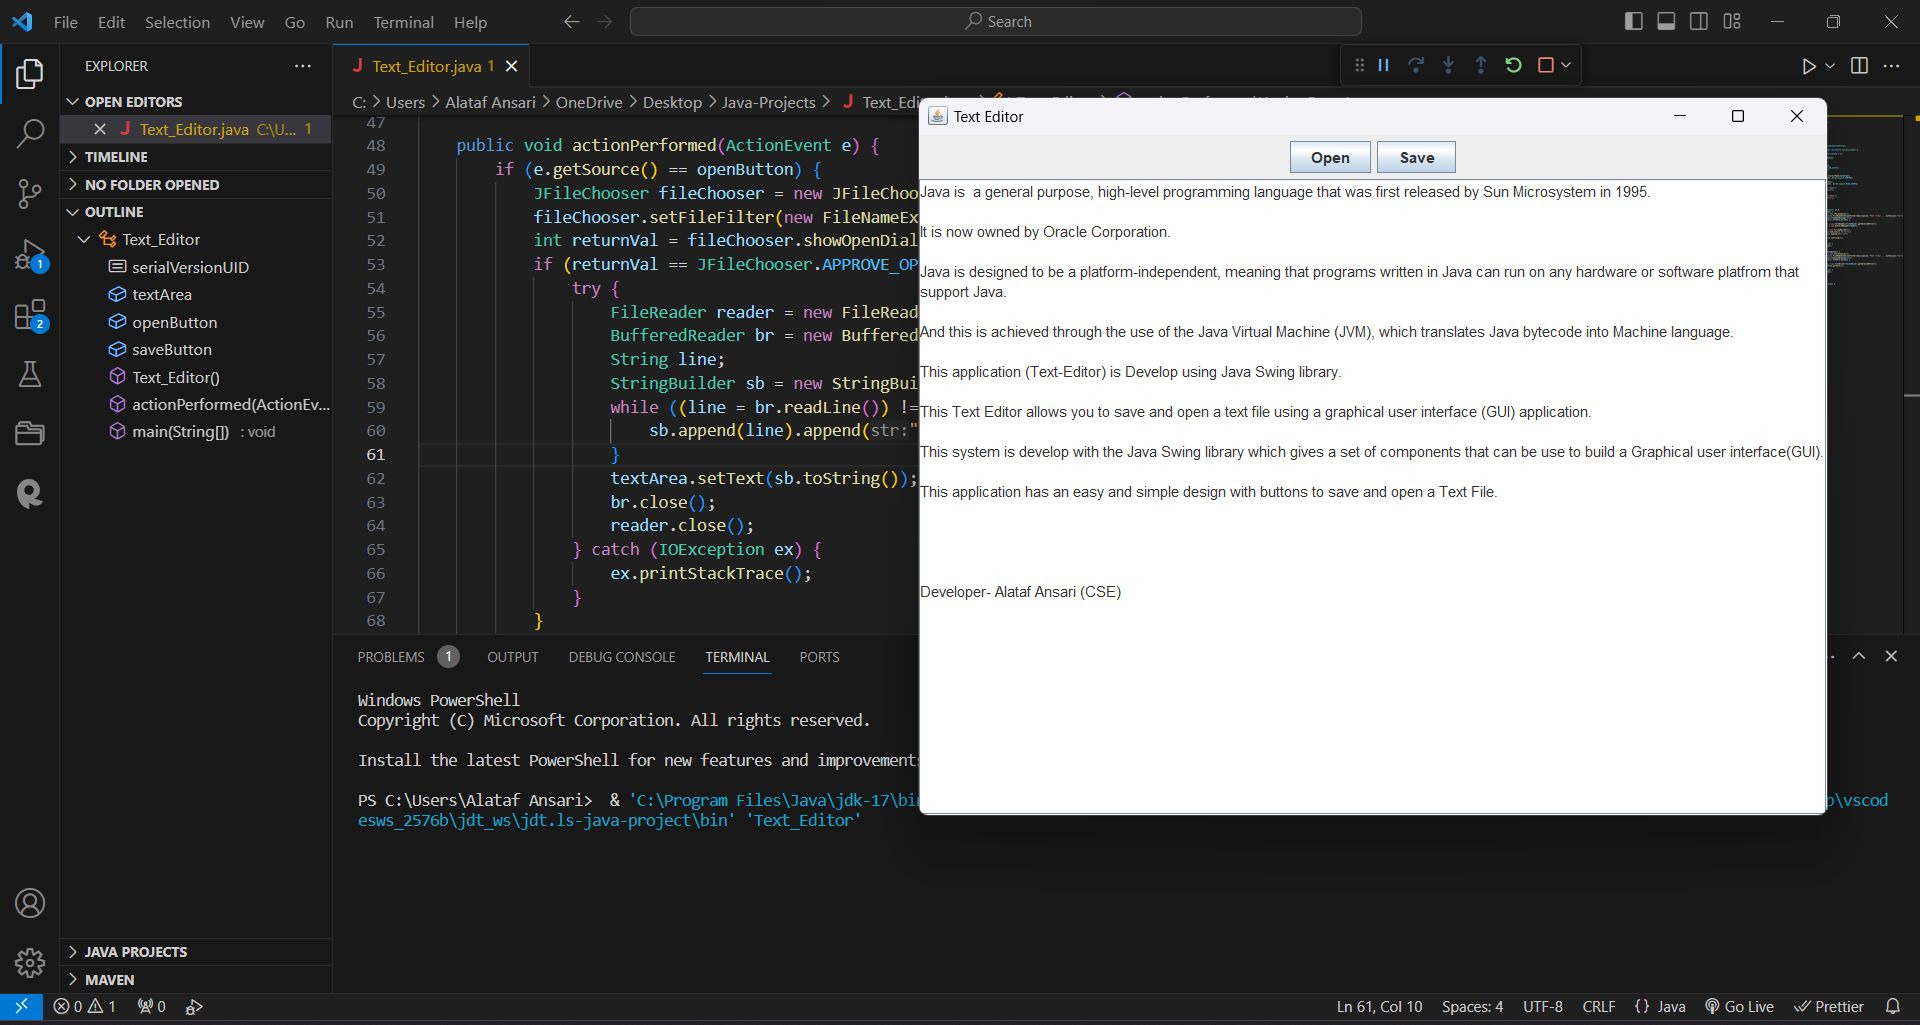 File Edit Selection View Go Run Terminal Help
Search
EXPLORER
OPEN EDITORS
Text_Editor.java C:\U... 1
TIMELINE
NO FOLDER OPENED
OUTLINE
Text_Editor
serialVersionUID
textArea
openButton
saveButton
Text_Editor()
actionPerformed(ActionEv...
main(String[]) : void
JAVA PROJECTS
MAVEN
1
2
Text_Editor.java 1
C: > Users > Alataf Ansari > OneDrive > Desktop > Java-Projects >
47
48 public void actionPerformed(ActionEvent e) {
49 if (e.getSource() == openButton) {
50 JFileChooser fileChooser = new JFileChoo
51 fileChooser.setFileFilter(new FileNameEx
52 int returnVal = fileChooser.showOpenDial
53 if (returnVal == JFileChooser.APPROVE_OP
54 try {
55 FileReader reader = new FileRead
56 BufferedReader br = new Buffered
57 String line;
58 StringBuilder sb = new StringBui
59 while ((line = br.readLine()) !=
60 sb.append(line).append(str:"
61 }
62 textArea.setText(sb.toString());
63 br.close();
64 reader.close();
65 } catch (IOException ex) {
66 ex.printStackTrace();
67 }
68 }
PROBLEMS 1 OUTPUT DEBUG CONSOLE TERMINAL PORTS
Windows PowerShell
Copyright (C) Microsoft Corporation. All rights reserved.
Install the latest PowerShell for new features and improvement
PS C:\Users\Alataf Ansari> & 'C:\Program Files\Java\jdk-17\bi
\vscod
esws_2576b\jdt_ws\jdt.ls-java-project\bin' 'Text_Editor'
Text Editor
Open Save
Java is  a general purpose, high-level programming language that was first released by Sun Microsystem in 1995.
It is now owned by Oracle Corporation.
Java is designed to be a platform-independent, meaning that programs written in Java can run on any hardware or software platfrom that
support Java.
And this is achieved through the use of the Java Virtual Machine (JVM), which translates Java bytecode into Machine language.
This application (Text-Editor) is Develop using Java Swing library.
This Text Editor allows you to save and open a text file using a graphical user interface (GUI) application.
This system is develop with the Java Swing library which gives a set of components that can be use to build a Graphical user interface(GUI).
This application has an easy and simple design with buttons to save and open a Text File.
Developer- Alataf Ansari (CSE)
0 1 0
Ln 61, Col 10 Spaces: 4 UTF-8 CRLF {} Java Go Live Prettier